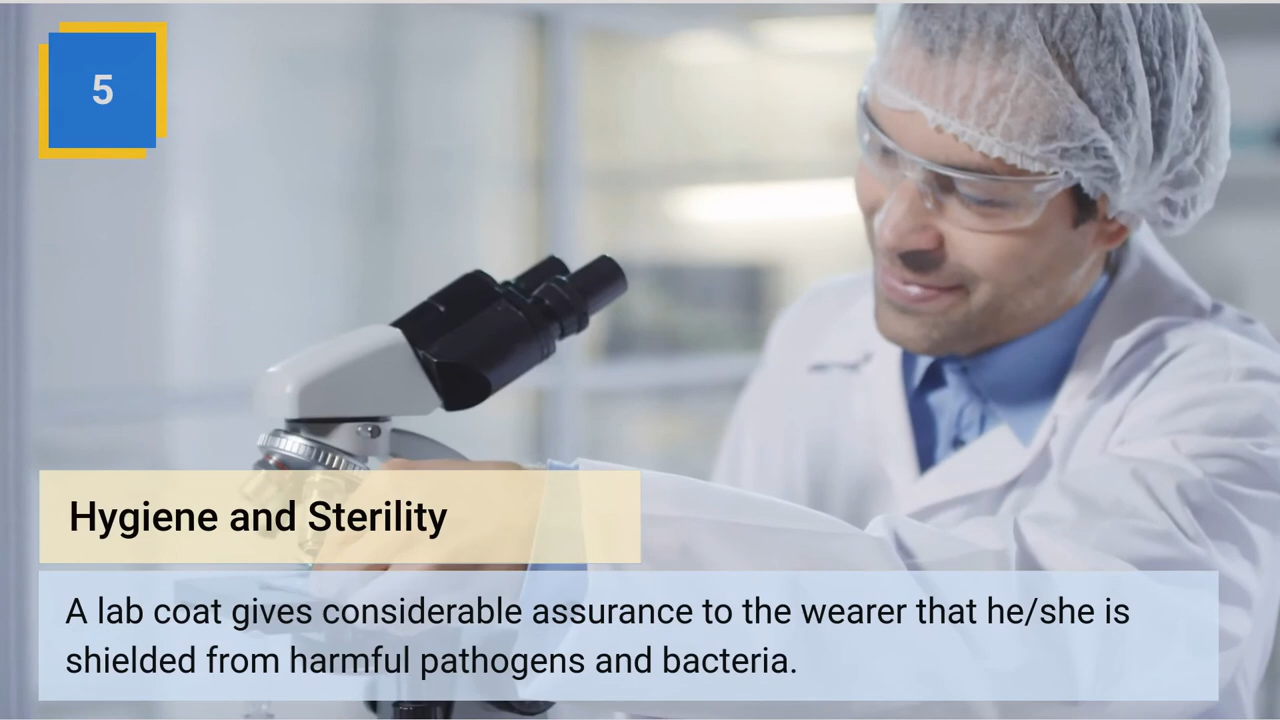 5
Hygiene and Sterility
A lab coat gives considerable assurance to the wearer that he/she is
shielded from harmful pathogens and bacteria.